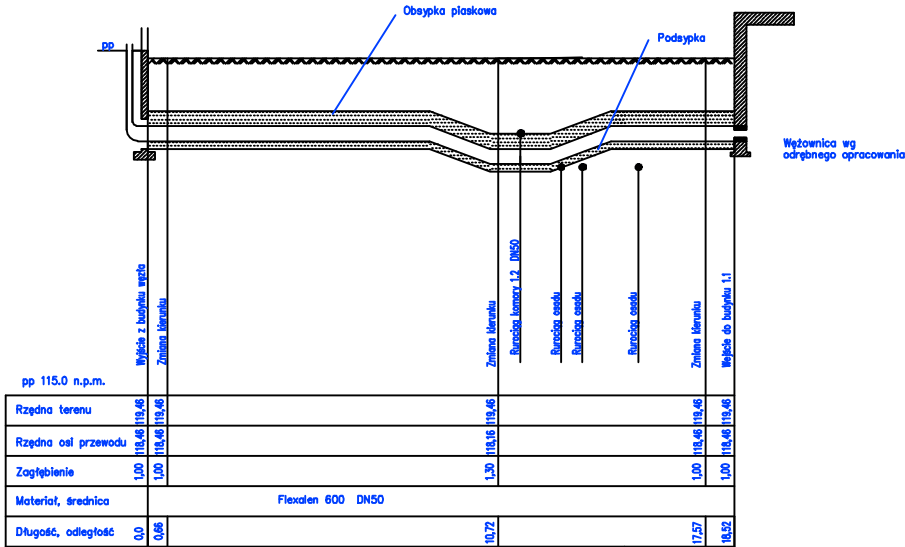 Obsypka piaskowa
Podsypka
pp
Wężownica wg
odrębnego opracowania
Wyjście z budynku węzła
Zmiana kierunku
Zmiana kierunku
Rurociąg komory 1.2 DN50
Rurociąg osadu
Rurociąg osadu
Rurociąg osadu
Zmiana kierunku
Wejście do budynku 1.1
pp 115.0 n.p.m.
Rzędna terenu 119,46 119,46 119,46 119,46 119,46
Rzędna osi przewodu 118,46 118,46 118,16 118,46 118,46
Zagłębienie 1,00 1,00 1,30 1,00 1,00
Materiał, średnica Flexalen 600 DN50
Długość, odległość 0,0 0,66 10,72 17,57 18,52